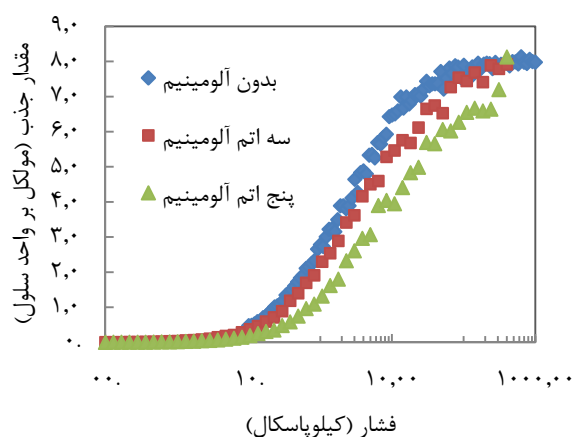 مقدار جذب (مولکل بر واحد سلول)
۹,۰
۸,۰
۷,۰
۶,۰
۵,۰
۴,۰
۳,۰
۲,۰
۱,۰
۰.
بدون آلومینیم
سه اتم آلومینیم
پنج اتم آلومینیم
۰۰.
۱۰.
۱۰,۰۰
۱۰۰۰,۰۰
فشار (کیلوپاسکال)